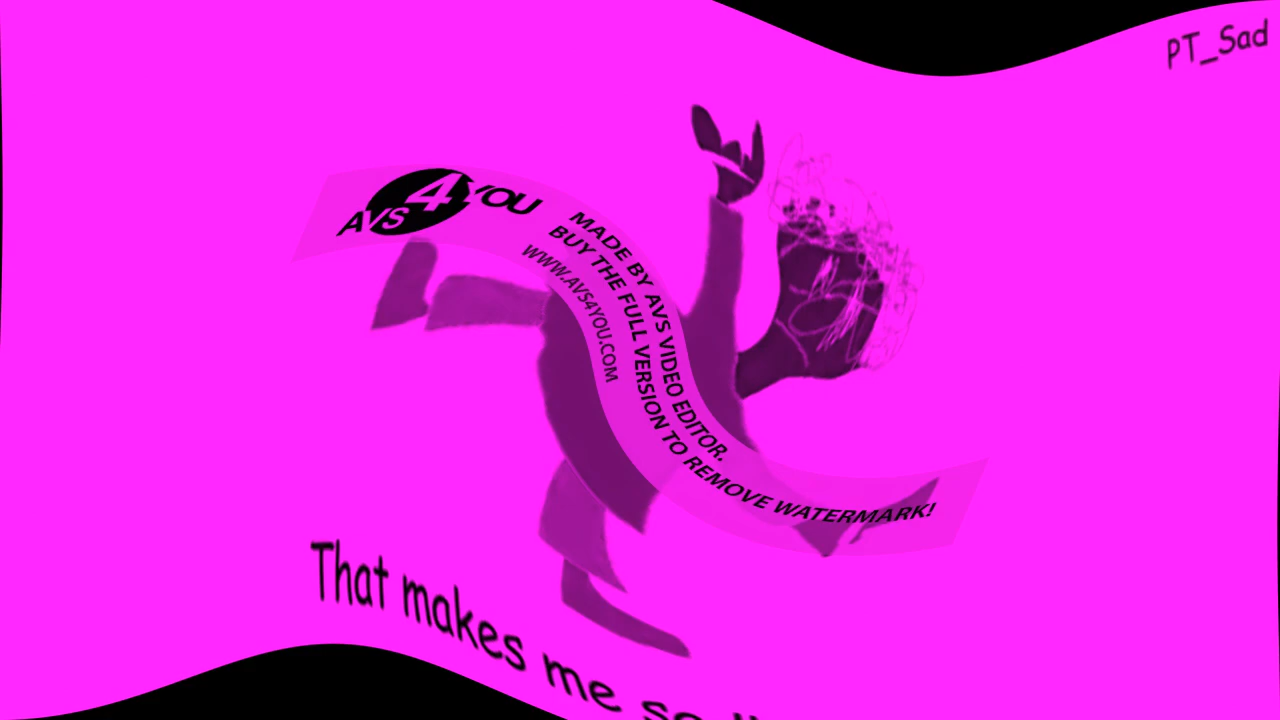 PT_Sad
AVS4YOU
MADE BY AVS VIDEO EDITOR.
BUY THE FULL VERSION TO REMOVE WATERMARK!
WWW.AVS4YOU.COM
That makes me